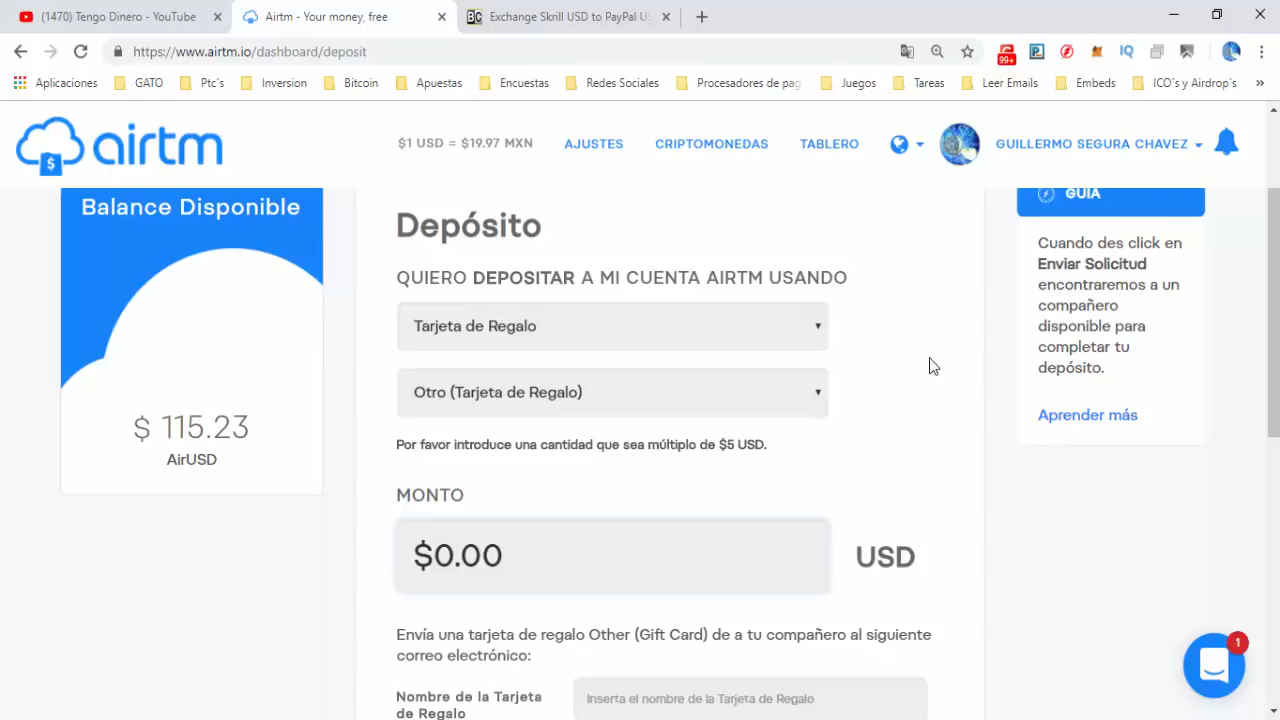 (1470) Tengo Dinero - YouTube
Airtm - Your money, free
BC
Exchange Skrill USD to PayPal US
https://www.airtm.io/dashboard/deposit
99+
P
IQ
Aplicaciones
GATO
Ptc´s
Inversion
Bitcoin
Apuestas
Encuestas
Redes Sociales
Procesadores de pag
Juegos
Tareas
Leer Emails
Embeds
ICO´s y Airdrop´s
»
$
airtm
$1 USD = $19.97 MXN
AJUSTES
CRIPTOMONEDAS
TABLERO
GUILLERMO SEGURA CHAVEZ
Balance Disponible
$ 115.23
AirUSD
Depósito
QUIERO DEPOSITAR A MI CUENTA AIRTM USANDO
Tarjeta de Regalo
Otro (Tarjeta de Regalo)
Por favor introduce una cantidad que sea múltiplo de $5 USD.
MONTO
$0.00
USD
Envía una tarjeta de regalo Other (Gift Card) de a tu compañero al siguiente
correo electrónico:
Nombre de la Tarjeta
de Regalo
Inserta el nombre de la Tarjeta de Regalo
GUÍA
Cuando des click en
Enviar Solicitud
encontraremos a un
compañero
disponible para
completar tu
depósito.
Aprender más
1